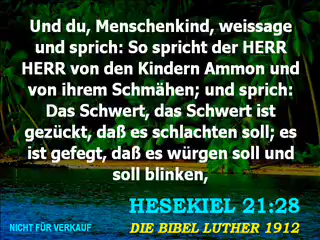 Und du, Menschenkind, weissage
und sprich: So spricht der HERR
HERR von den Kindern Ammon und
von ihrem Schmähen; und sprich:
Das Schwert, das Schwert ist
gezückt, daß es schlachten soll; es
ist gefegt, daß es würgen soll und
soll blinken,
HESEKIEL 21:28
NICHT FÜR VERKAUF
DIE BIBEL LUTHER 1912